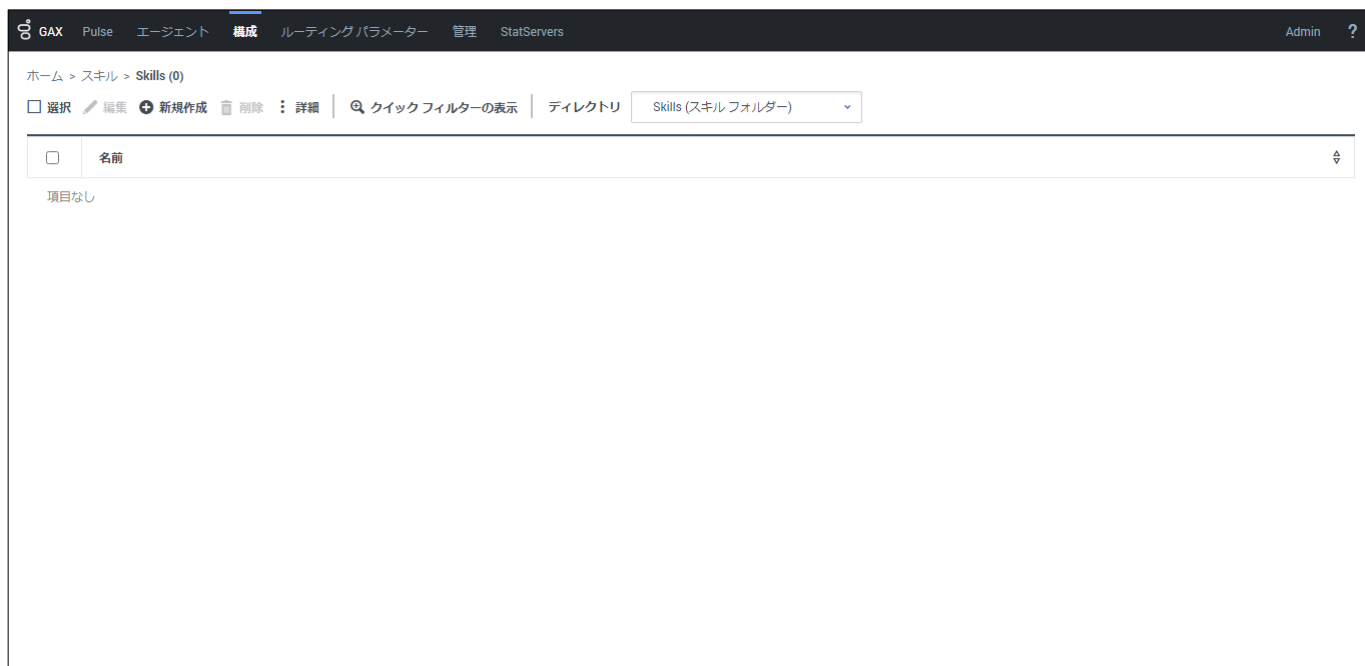 GAX Pulse エージェント 構成 ルーティング パラメーター 管理 StatServers Admin ?
ホーム > スキル > Skills (0)
選択 編集 新規作成 削除 詳細 クイック フィルターの表示 ディレクトリ Skills (スキル フォルダー)
名前
項目なし